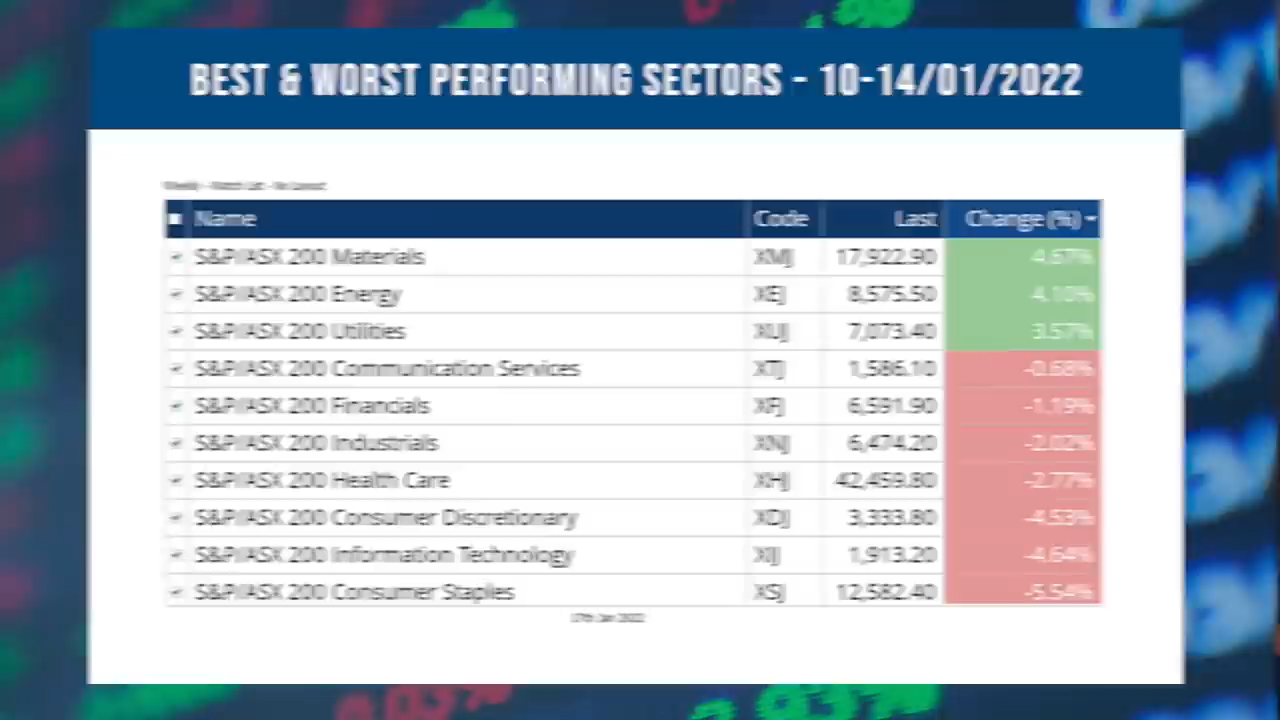 BEST & WORST PERFORMING SECTORS - 10-14/01/2022
Name Code Last Change (%)
S&P/ASX 200 Materials XMJ 17,922.90 4.67%
S&P/ASX 200 Energy XEJ 8,575.50 4.10%
S&P/ASX 200 Utilities XUJ 7,073.40 3.57%
S&P/ASX 200 Communication Services XTJ 1,586.10 -0.68%
S&P/ASX 200 Financials XFJ 6,591.90 -1.19%
S&P/ASX 200 Industrials XNJ 6,474.20 -2.02%
S&P/ASX 200 Health Care XHJ 42,459.80 -2.77%
S&P/ASX 200 Consumer Discretionary XDJ 3,333.80 -4.53%
S&P/ASX 200 Information Technology XIJ 1,913.20 -4.64%
S&P/ASX 200 Consumer Staples XSJ 12,582.40 -5.54%